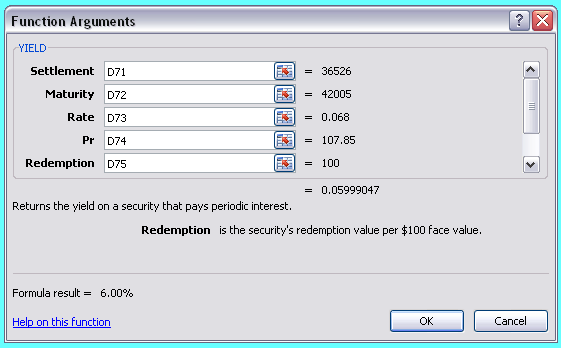 Function Arguments
YIELD
Settlement D71 = 36526
Maturity D72 = 42005
Rate D73 = 0.068
Pr D74 = 107.85
Redemption D75 = 100
= 0.05999047
Returns the yield on a security that pays periodic interest.
Redemption is the security's redemption value per $100 face value.
Formula result = 6.00%
Help on this function OK Cancel